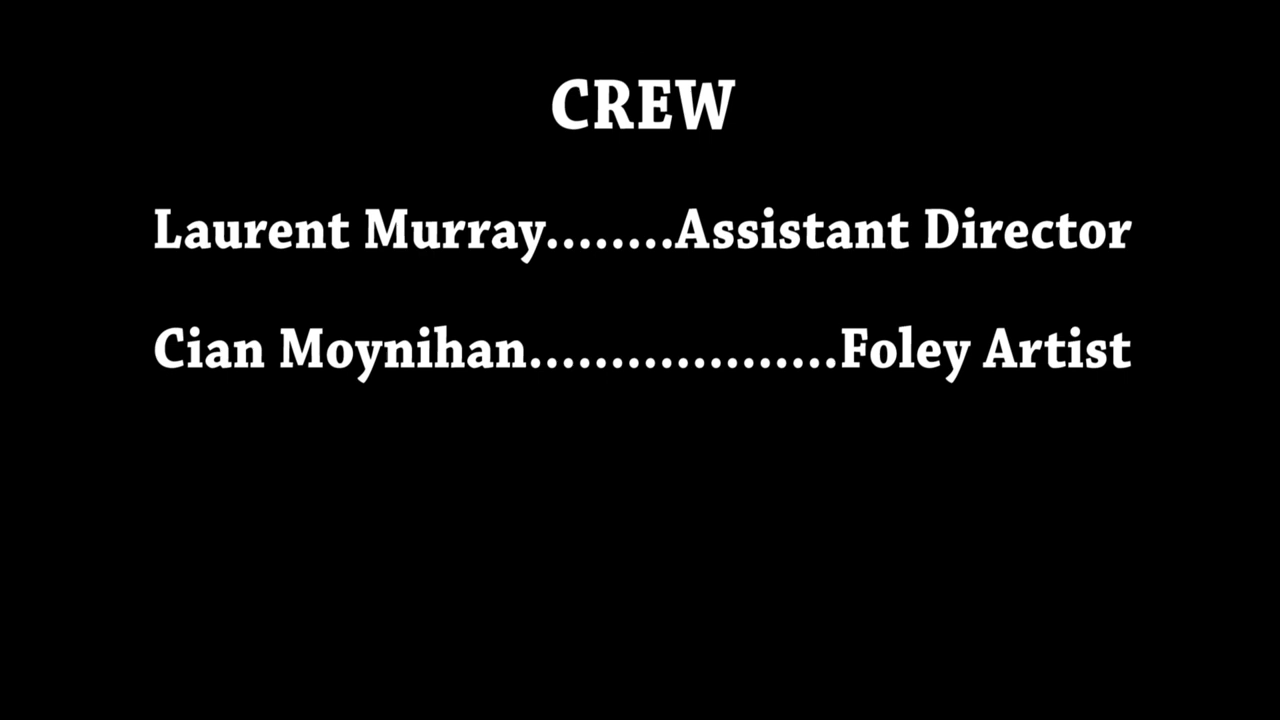 CREW
Laurent Murray........Assistant Director
Cian Moynihan...................Foley Artist